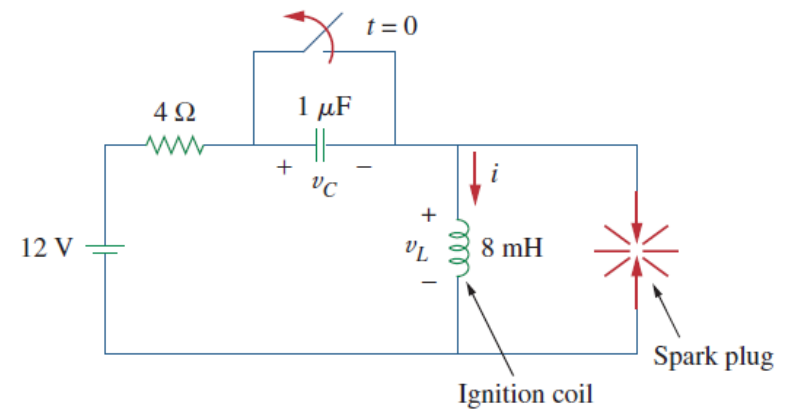 t = 0
4 Ω
1 μF
+ −
v_C
i
+
12 V
v_L
8 mH
−
Spark plug
Ignition coil